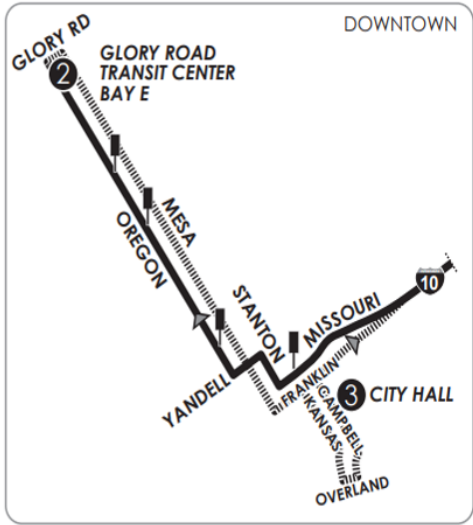 DOWNTOWN
GLORY RD
2
GLORY ROAD
TRANSIT CENTER
BAY E
MESA
OREGON
STANTON
MISSOURI
10
YANDELL
FRANKLIN
3 CITY HALL
CAMPBELL
KANSAS
OVERLAND